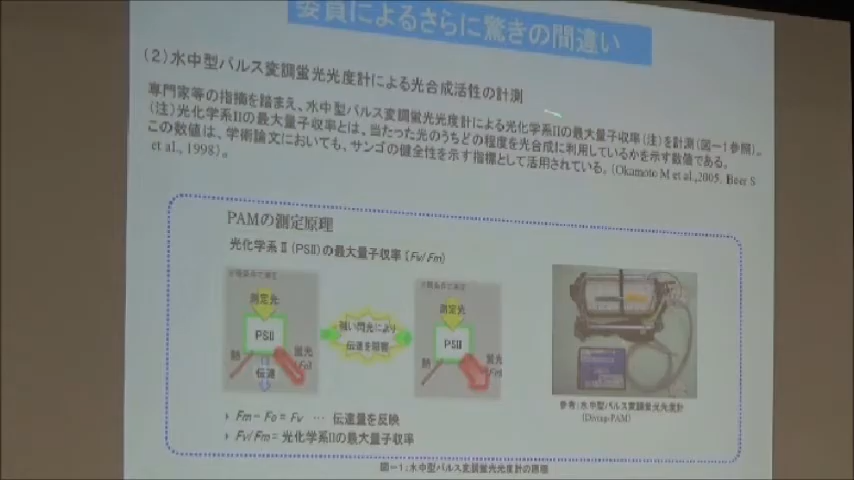 委員によるさらに驚きの間違い
(2)水中型パルス変調蛍光光度計による光合成活性の計測
専門家等の指摘を踏まえ、水中型パルス変調蛍光光度計による光化学系IIの最大量子収率(注)を計測(図-1参照)。
(注)光化学系IIの最大量子収率とは、当たった光のうちどの程度を光合成に利用しているかを示す数値である。
この数値は、学術論文においても、サンゴの健全性を示す指標として活用されている。(Okamoto M et al.,2005. Beer S
et al., 1998)。
PAMの測定原理
光化学系Ⅱ(PSII)の最大量子収率(Fv/Fm)
測定光
PSII
熱
蛍光
Fo
伝達
強い閃光により
伝達を阻害
測定光
PSII
熱
蛍光
Fm
Fm - Fo = Fv … 伝達量を反映
Fv/Fm = 光化学系IIの最大量子収率
参考:水中型パルス変調蛍光光度計
(Diving-PAM)
図-1:水中型パルス変調蛍光光度計の原理